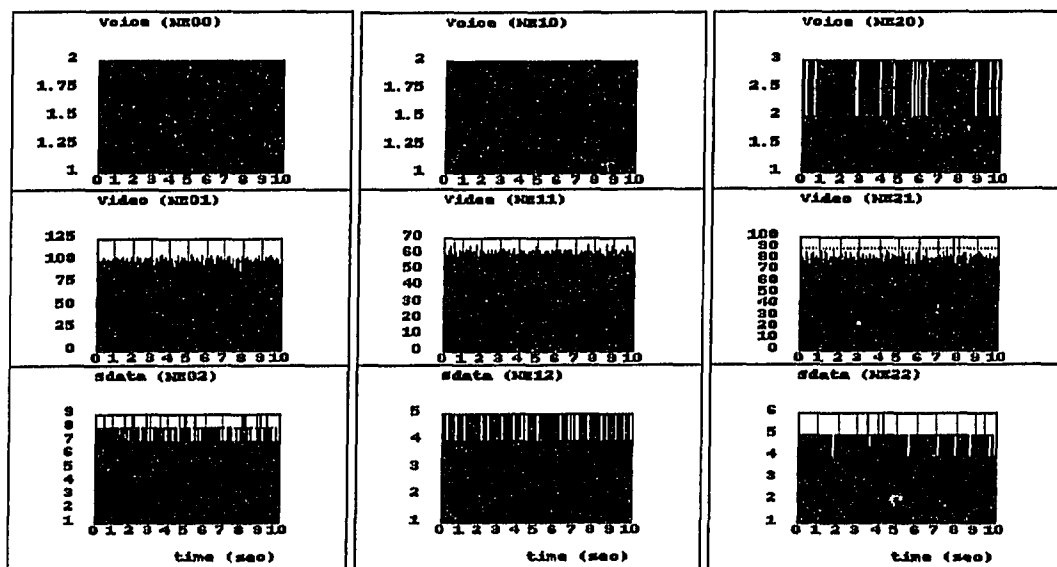 Voice (NE00)
2
1.75
1.5
1.25
1
0 1 2 3 4 5 6 7 8 9 10
Voice (NE10)
2
1.75
1.5
1.25
1
0 1 2 3 4 5 6 7 8 9 10
Voice (NE20)
3
2.5
2
1.5
1
0 1 2 3 4 5 6 7 8 9 10
Video (NE01)
125
100
75
50
25
0
0 1 2 3 4 5 6 7 8 9 10
Video (NE11)
70
60
50
40
30
20
10
0
0 1 2 3 4 5 6 7 8 9 10
Video (NE21)
100
90
80
70
60
50
40
30
20
10
0
0 1 2 3 4 5 6 7 8 9 10
Sdata (NE02)
9
8
7
6
5
4
3
2
1
0 1 2 3 4 5 6 7 8 9 10
time (sec)
Sdata (NE12)
5
4
3
2
1
0 1 2 3 4 5 6 7 8 9 10
time (sec)
Sdata (NE22)
6
5
4
3
2
1
0 1 2 3 4 5 6 7 8 9 10
time (sec)